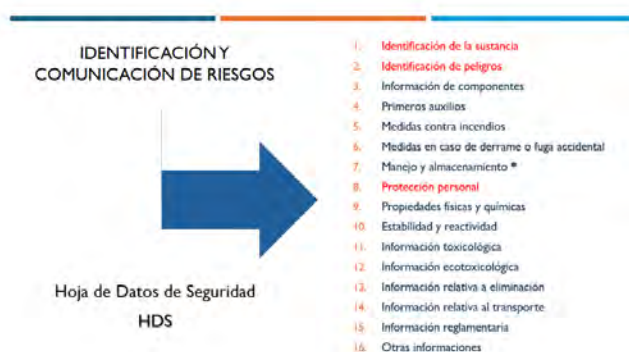 IDENTIFICACIÓN Y
COMUNICACIÓN DE RIESGOS
Hoja de Datos de Seguridad
HDS
1. Identificación de la sustancia
2. Identificación de peligros
3. Información de componentes
4. Primeros auxilios
5. Medidas contra incendios
6. Medidas en caso de derrame o fuga accidental
7. Manejo y almacenamiento *
8. Protección personal
9. Propiedades físicas y químicas
10. Estabilidad y reactividad
11. Información toxicológica
12. Información ecotoxicológica
13. Información relativa a eliminación
14. Información relativa al transporte
15. Información reglamentaria
16. Otras informaciones